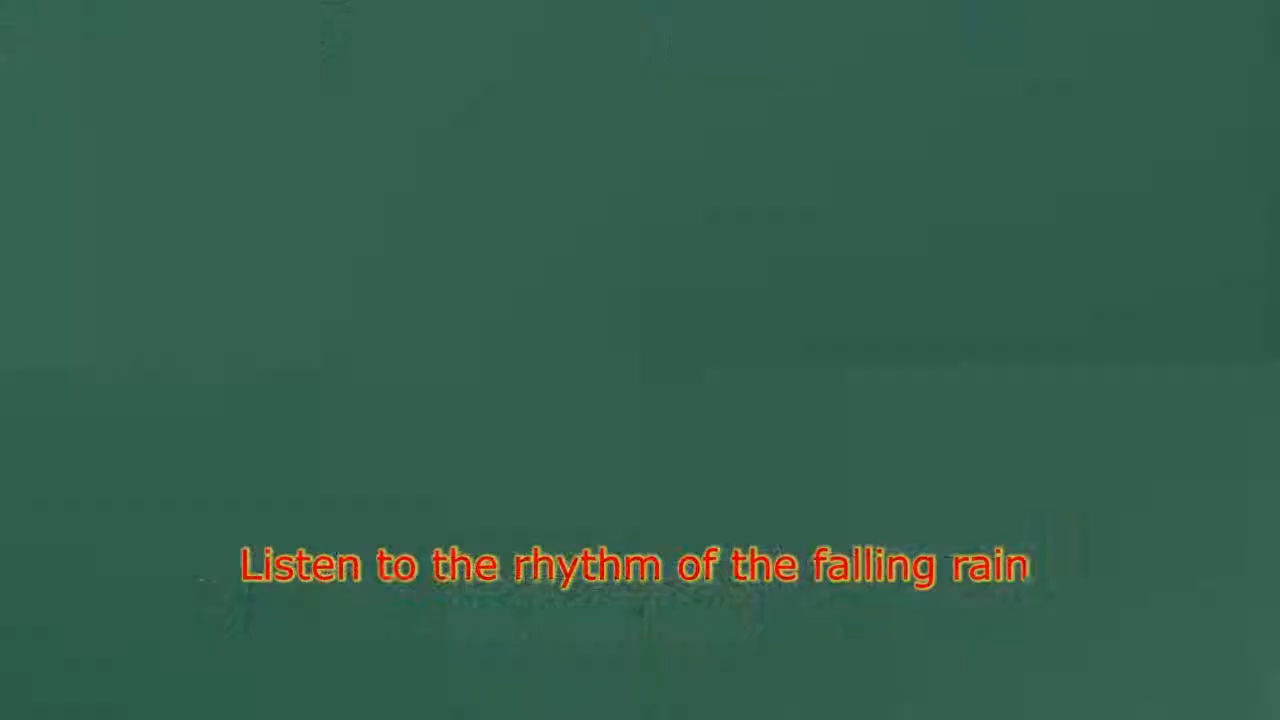 Listen to the rhythm of the falling rain